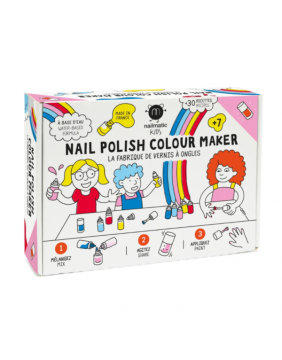 nailmatic
KIDS
MADE IN
FRANCE
À BASE D'EAU
WATER-BASED
FORMULA
+30 RECETTES
RECIPES
+7
NAIL POLISH COLOUR MAKER
LA FABRIQUE DE VERNIS À ONGLES
1
MÉLANGEZ
MIX
2
AGITEZ
SHAKE
3
APPLIQUEZ
PAINT